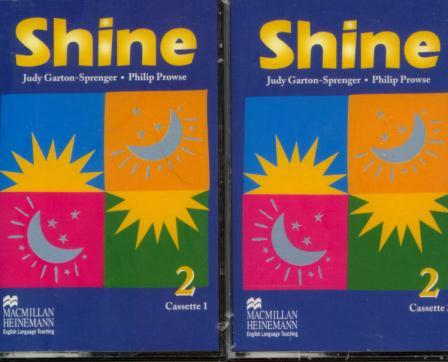 Shine
Judy Garton-Sprenger • Philip Prowse
2
Cassette 1
MACMILLAN
HEINEMANN
English Language Teaching
Shine
Judy Garton-Sprenger • Philip Prowse
2
Cassette
MACMILLAN
HEINEMANN
English Language Teaching